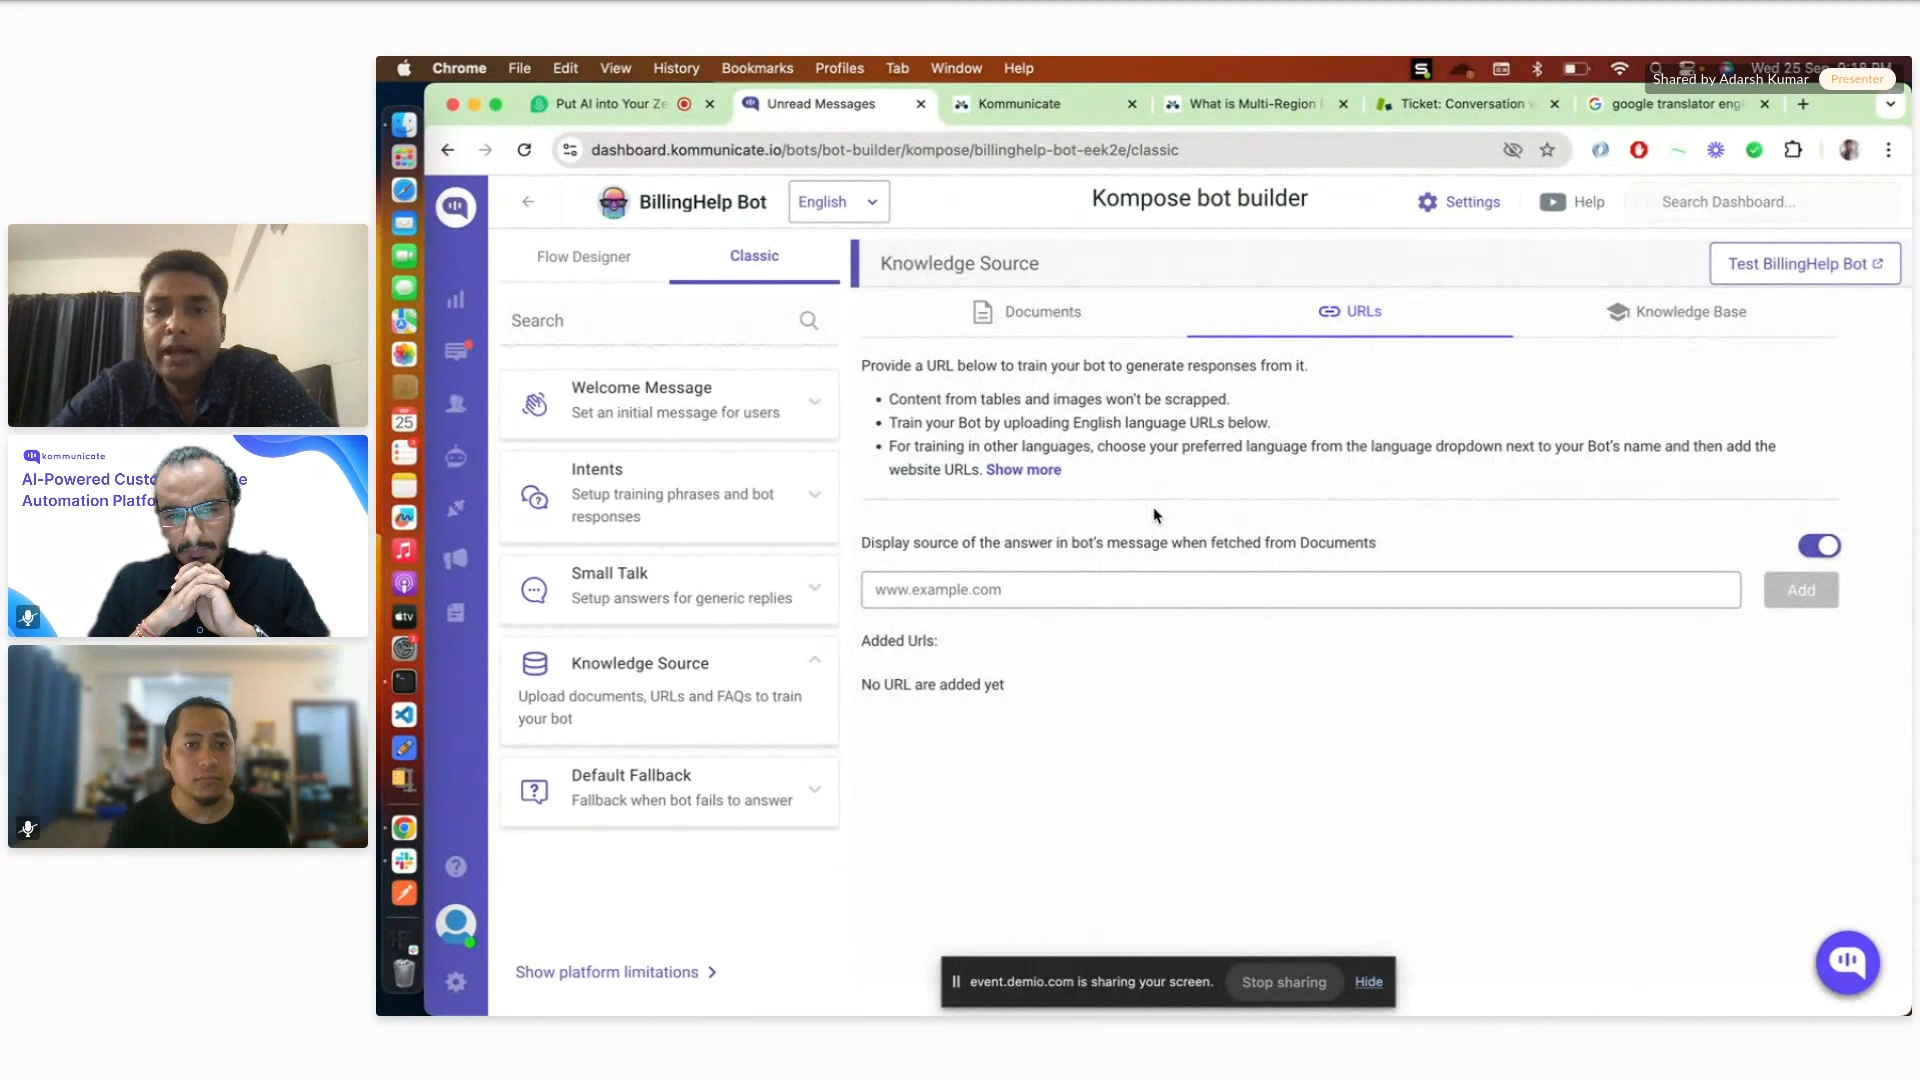 Chrome File Edit View History Bookmarks Profiles Tab Window Help
Wed 25 Sep 9:18 PM
Shared by Adarsh Kumar Presenter
Put AI into Your Ze
Unread Messages
Kommunicate
What is Multi-Region
Ticket: Conversation
google translator engl
dashboard.kommunicate.io/bots/bot-builder/kompose/billinghelp-bot-eek2e/classic
BillingHelp Bot
English
Kompose bot builder
Settings
Help
Search Dashboard...
Flow Designer
Classic
Search
Welcome Message
Set an initial message for users
Intents
Setup training phrases and bot
responses
Small Talk
Setup answers for generic replies
Knowledge Source
Upload documents, URLs and FAQs to train
your bot
Default Fallback
Fallback when bot fails to answer
Show platform limitations
Knowledge Source
Test BillingHelp Bot
Documents
URLs
Knowledge Base
Provide a URL below to train your bot to generate responses from it.
• Content from tables and images won't be scrapped.
• Train your Bot by uploading English language URLs below.
• For training in other languages, choose your preferred language from the language dropdown next to your Bot's name and then add the
website URLs. Show more
Display source of the answer in bot's message when fetched from Documents
www.example.com
Add
Added Urls:
No URL are added yet
event.demio.com is sharing your screen.
Stop sharing
Hide
kommunicate
AI-Powered Custo e
Automation Platfo
25
tv